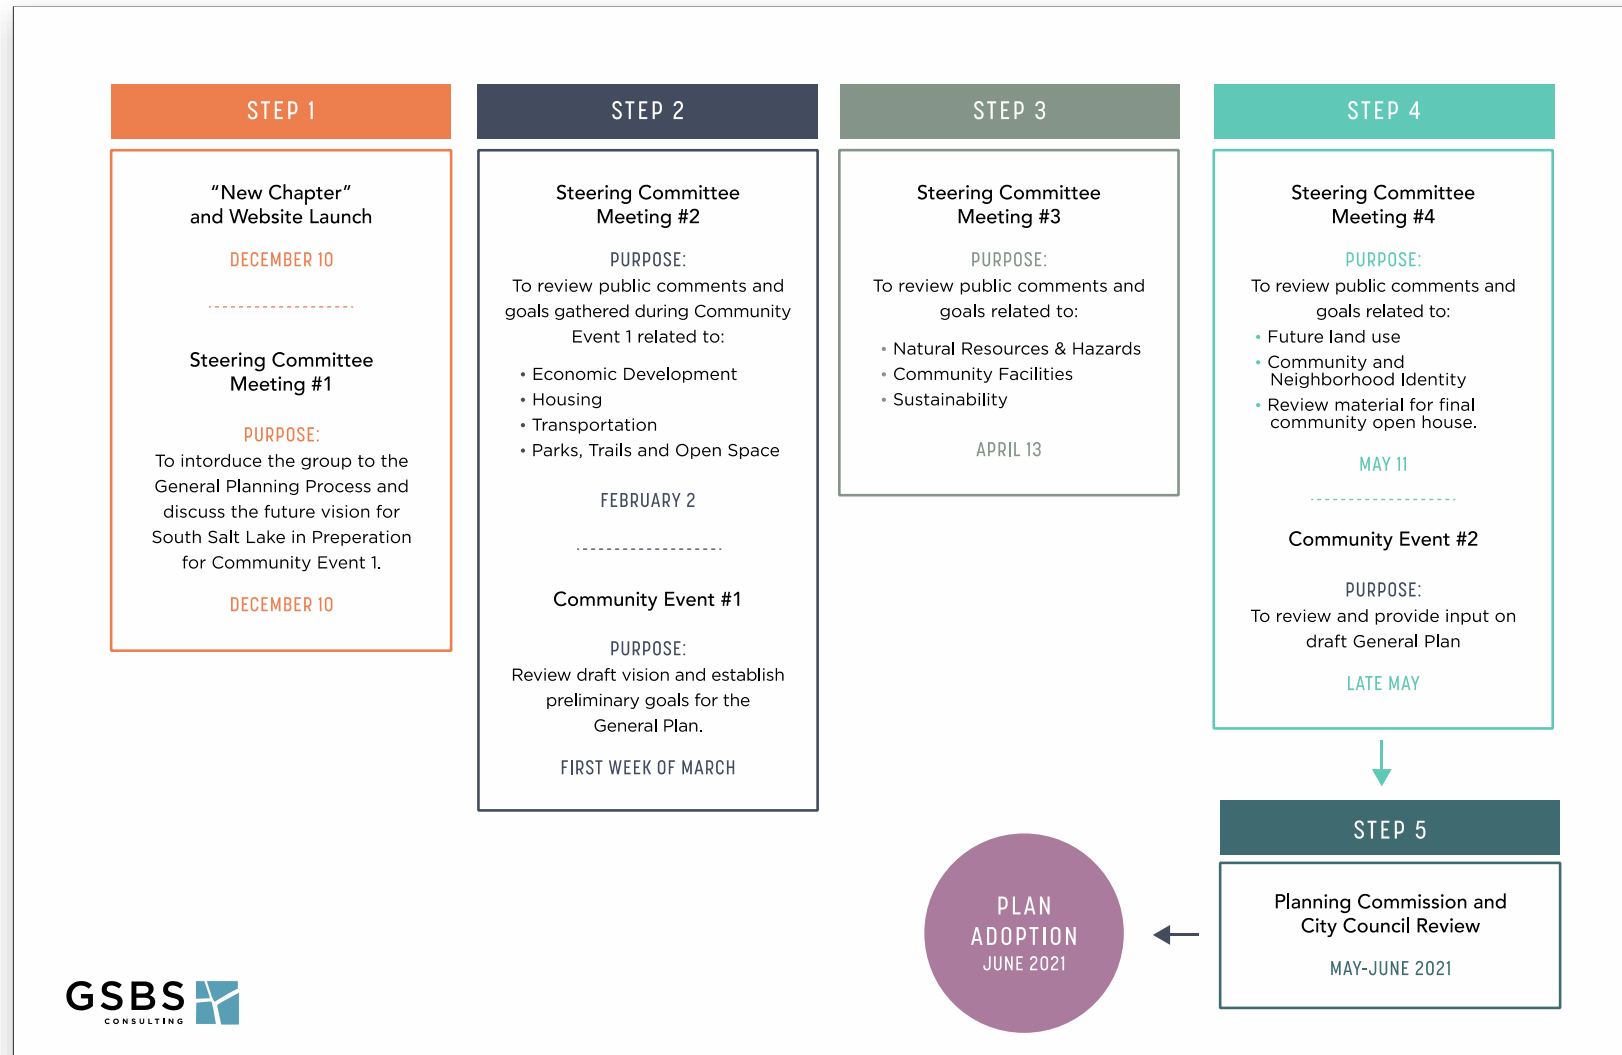 STEP 1
"New Chapter"
and Website Launch
DECEMBER 10
Steering Committee
Meeting #1
PURPOSE:
To intorduce the group to the
General Planning Process and
discuss the future vision for
South Salt Lake in Preperation
for Community Event 1.
DECEMBER 10
STEP 2
Steering Committee
Meeting #2
PURPOSE:
To review public comments and
goals gathered during Community
Event 1 related to:
• Economic Development
• Housing
• Transportation
• Parks, Trails and Open Space
FEBRUARY 2
Community Event #1
PURPOSE:
Review draft vision and establish
preliminary goals for the
General Plan.
FIRST WEEK OF MARCH
STEP 3
Steering Committee
Meeting #3
PURPOSE:
To review public comments and
goals related to:
• Natural Resources & Hazards
• Community Facilities
• Sustainability
APRIL 13
STEP 4
Steering Committee
Meeting #4
PURPOSE:
To review public comments and
goals related to:
• Future land use
• Community and
Neighborhood Identity
• Review material for final
community open house.
MAY 11
Community Event #2
PURPOSE:
To review and provide input on
draft General Plan
LATE MAY
STEP 5
Planning Commission and
City Council Review
MAY-JUNE 2021
PLAN
ADOPTION
JUNE 2021
GSBS
CONSULTING